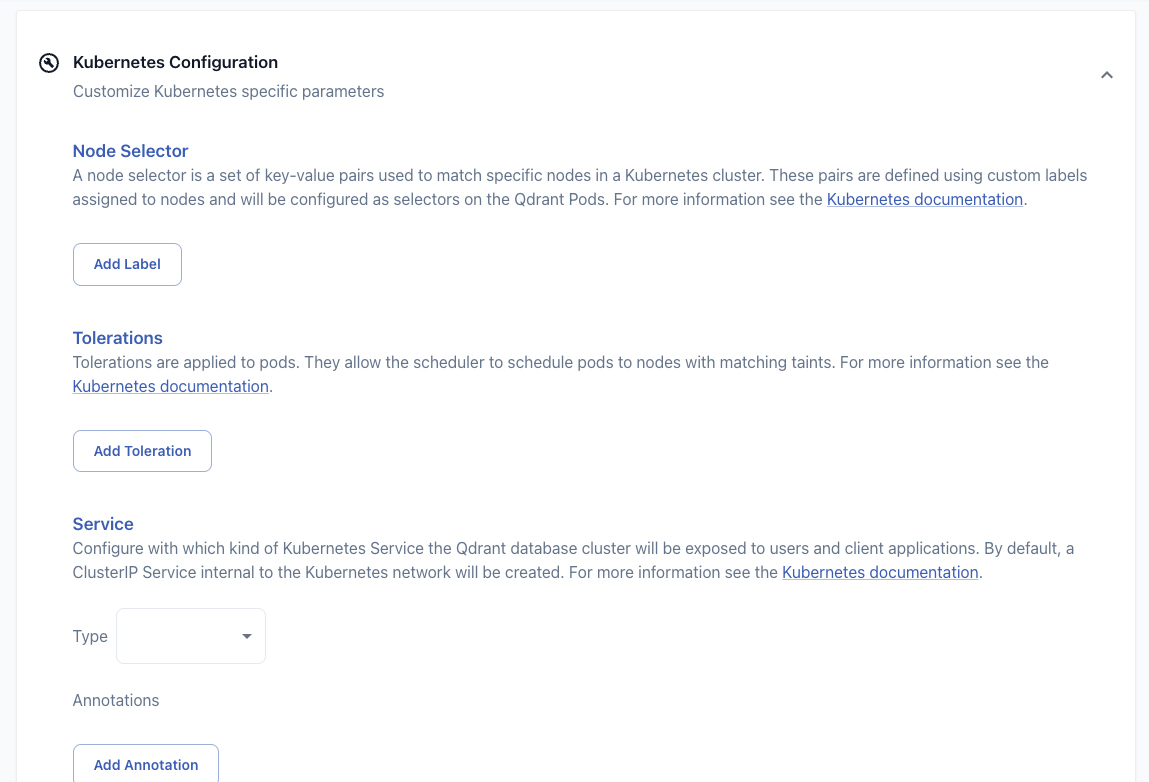 Kubernetes Configuration
Customize Kubernetes specific parameters
Node Selector
A node selector is a set of key-value pairs used to match specific nodes in a Kubernetes cluster. These pairs are defined using custom labels
assigned to nodes and will be configured as selectors on the Qdrant Pods. For more information see the Kubernetes documentation.
Add Label
Tolerations
Tolerations are applied to pods. They allow the scheduler to schedule pods to nodes with matching taints. For more information see the
Kubernetes documentation.
Add Toleration
Service
Configure with which kind of Kubernetes Service the Qdrant database cluster will be exposed to users and client applications. By default, a
ClusterIP Service internal to the Kubernetes network will be created. For more information see the Kubernetes documentation.
Type
Annotations
Add Annotation